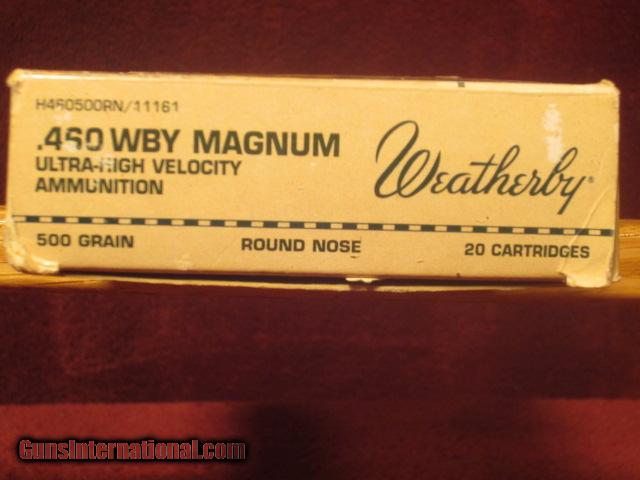 H460500RN/11161
.460 WBY MAGNUM
ULTRA-HIGH VELOCITY
AMMUNITION
Weatherby®
500 GRAIN ROUND NOSE 20 CARTRIDGES
GunsInternational.com